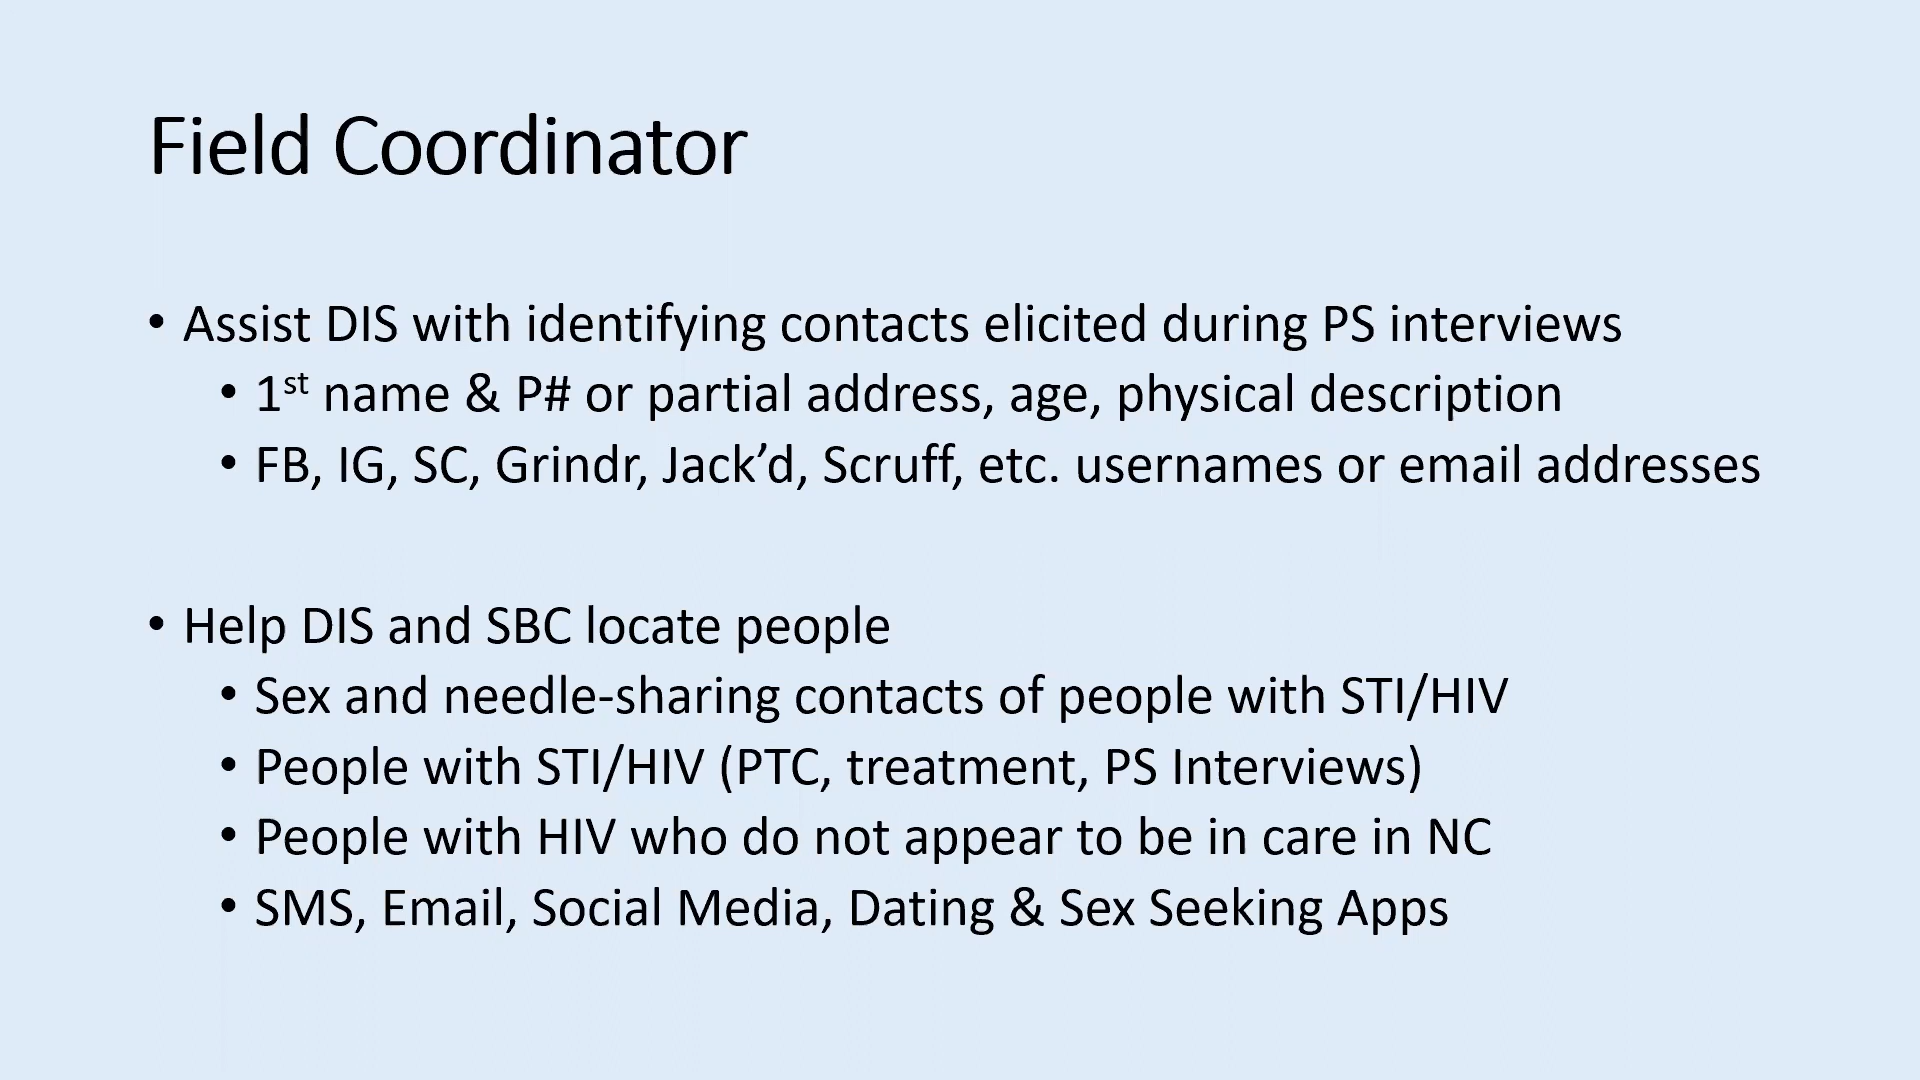 Field Coordinator
• Assist DIS with identifying contacts elicited during PS interviews
• 1st name & P# or partial address, age, physical description
• FB, IG, SC, Grindr, Jack’d, Scruff, etc. usernames or email addresses
• Help DIS and SBC locate people
• Sex and needle-sharing contacts of people with STI/HIV
• People with STI/HIV (PTC, treatment, PS Interviews)
• People with HIV who do not appear to be in care in NC
• SMS, Email, Social Media, Dating & Sex Seeking Apps